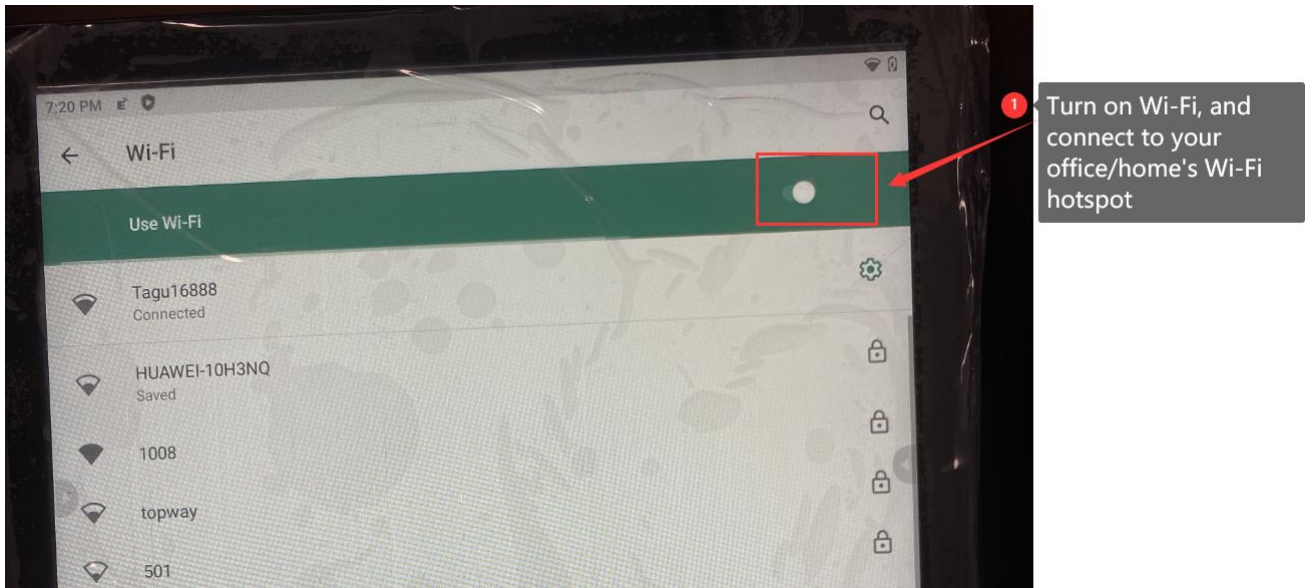 7:20 PM
Wi-Fi
Use Wi-Fi
Tagu16888
Connected
HUAWEI-10H3NQ
Saved
1008
topway
501
1
Turn on Wi-Fi, and
connect to your
office/home's Wi-Fi
hotspot